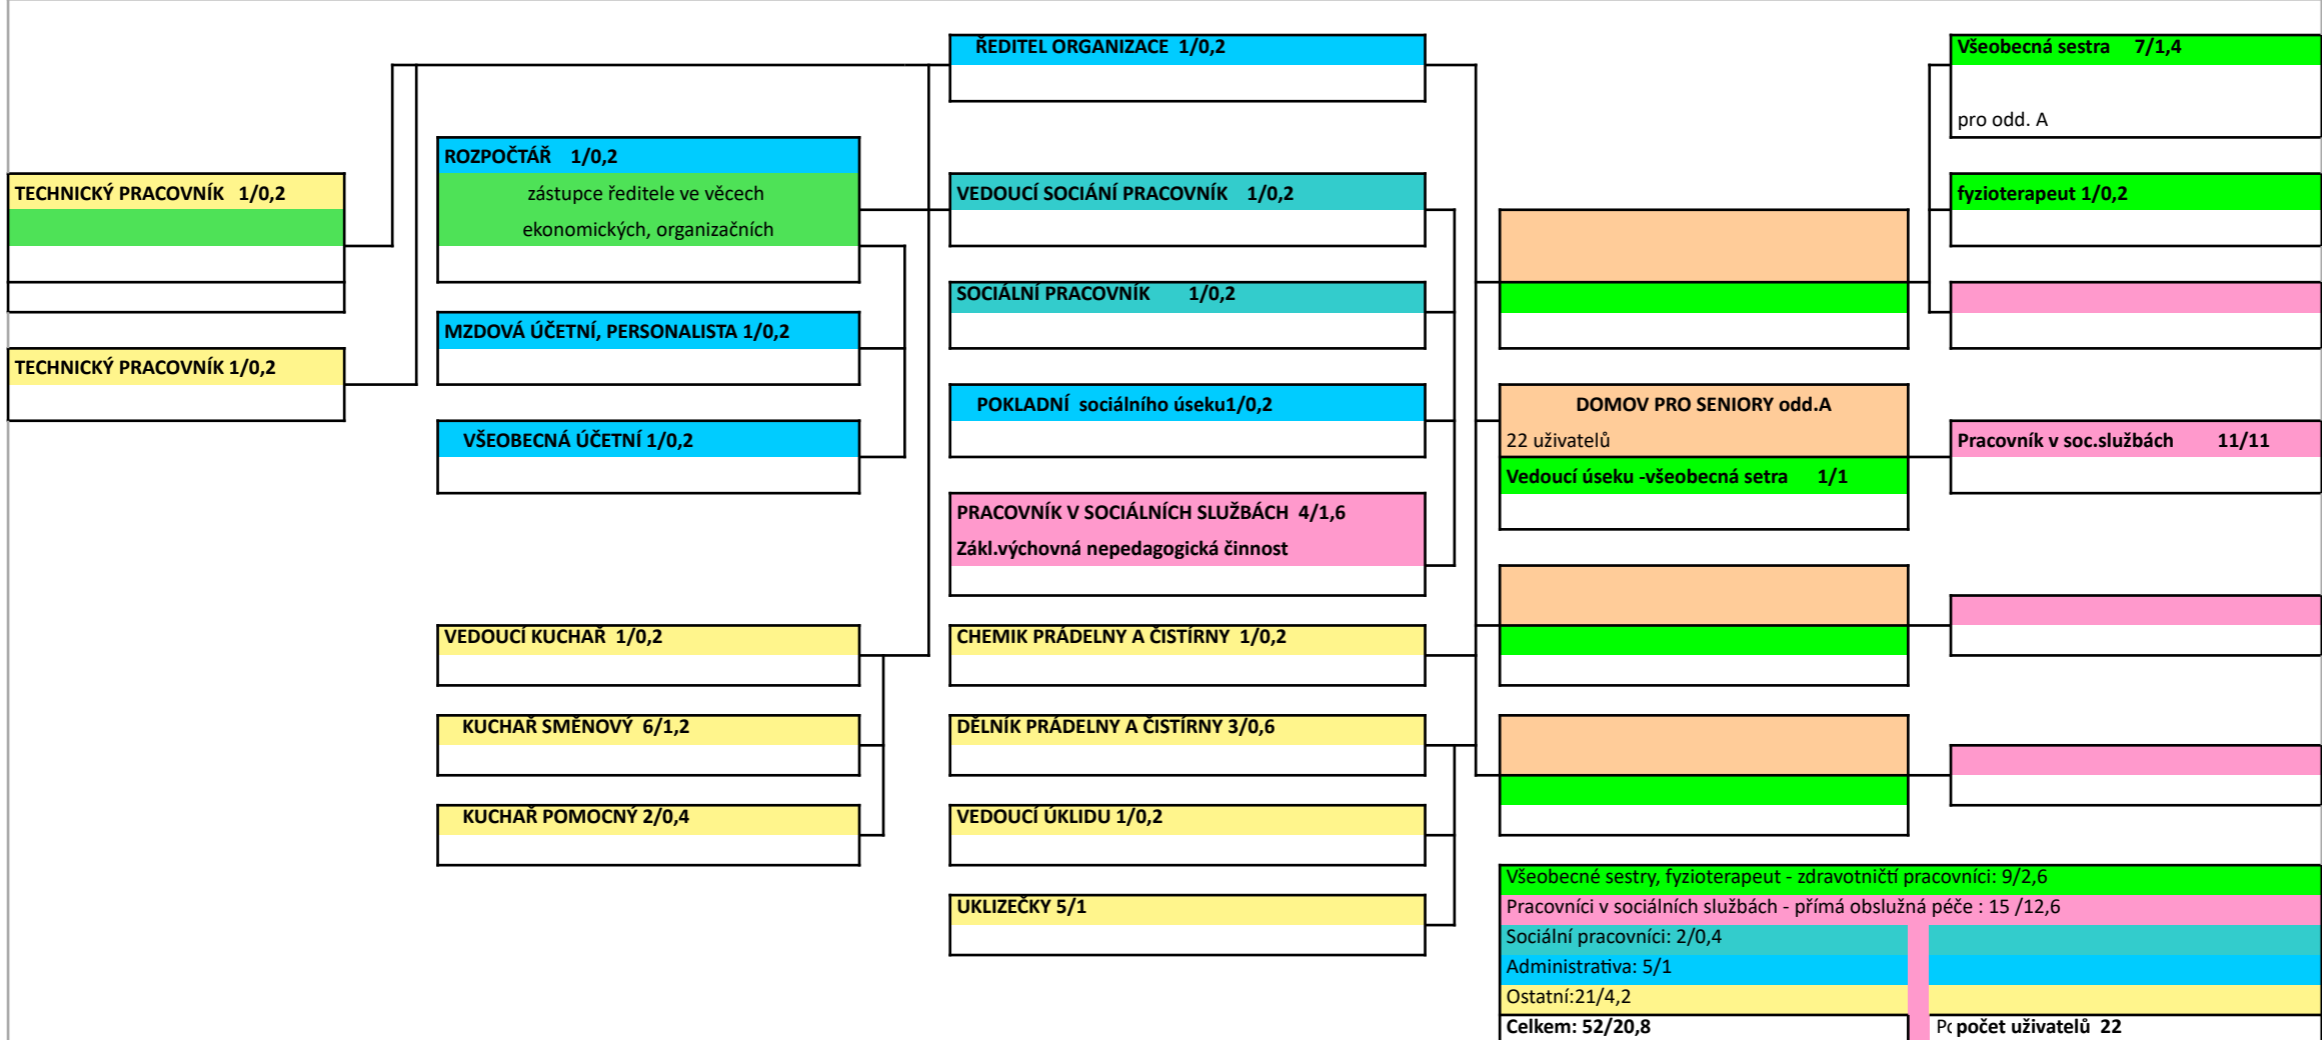 ŘEDITEL ORGANIZACE 1/0,2
Všeobecná sestra 7/1,4
pro odd. A
ROZPOČTÁŘ 1/0,2
zástupce ředitele ve věcech
ekonomických, organizačních
TECHNICKÝ PRACOVNÍK 1/0,2
VEDOUCÍ SOCIÁNÍ PRACOVNÍK 1/0,2
fyzioterapeut 1/0,2
SOCIÁLNÍ PRACOVNÍK 1/0,2
MZDOVÁ ÚČETNÍ, PERSONALISTA 1/0,2
TECHNICKÝ PRACOVNÍK 1/0,2
POKLADNÍ sociálního úseku1/0,2
DOMOV PRO SENIORY odd.A
22 uživatelů
Vedoucí úseku -všeobecná setra 1/1
Pracovník v soc.službách 11/11
VŠEOBECNÁ ÚČETNÍ 1/0,2
PRACOVNÍK V SOCIÁLNÍCH SLUŽBÁCH 4/1,6
Zákl.výchovná nepedagogická činnost
VEDOUCÍ KUCHAŘ 1/0,2
CHEMIK PRÁDELNY A ČISTÍRNY 1/0,2
KUCHAŘ SMĚNOVÝ 6/1,2
DĚLNÍK PRÁDELNY A ČISTÍRNY 3/0,6
KUCHAŘ POMOCNÝ 2/0,4
VEDOUCÍ ÚKLIDU 1/0,2
UKLIZEČKY 5/1
Všeobecné sestry, fyzioterapeut - zdravotničtí pracovníci: 9/2,6
Pracovníci v sociálních službách - přímá obslužná péče : 15 /12,6
Sociální pracovníci: 2/0,4
Administrativa: 5/1
Ostatní:21/4,2
Celkem: 52/20,8
počet uživatelů 22